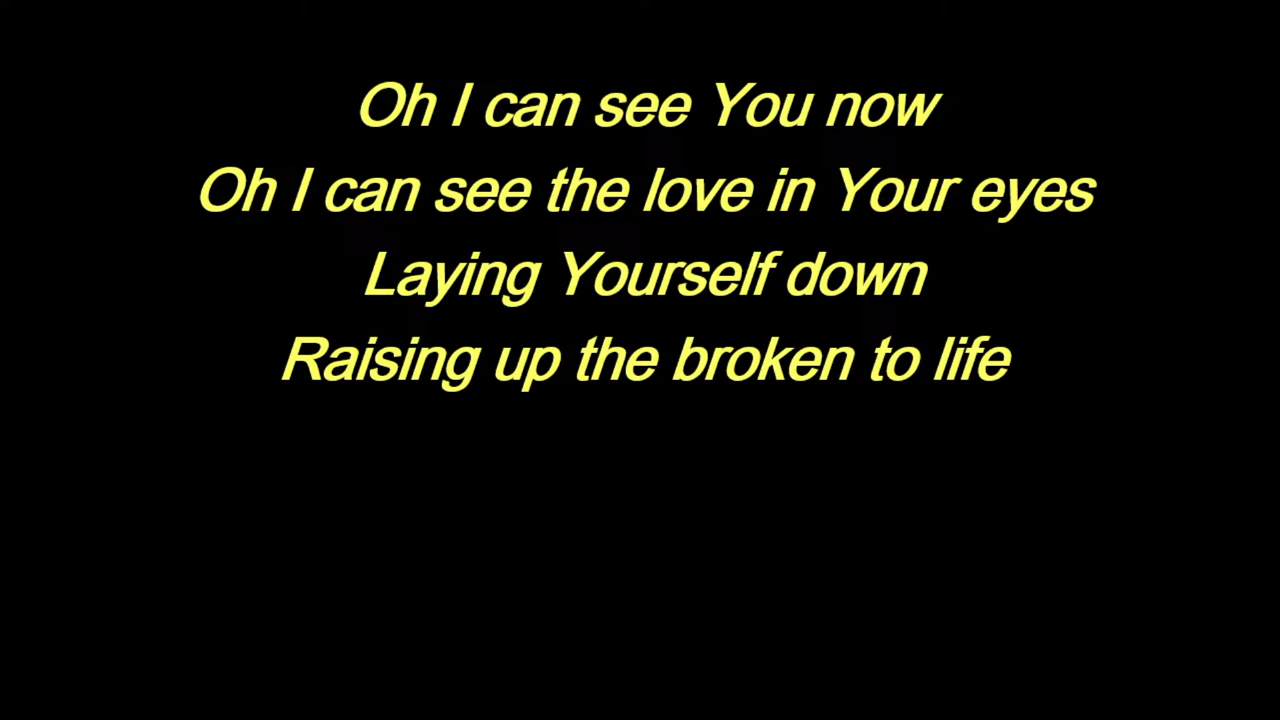 Oh I can see You now
Oh I can see the love in Your eyes
Laying Yourself down
Raising up the broken to life